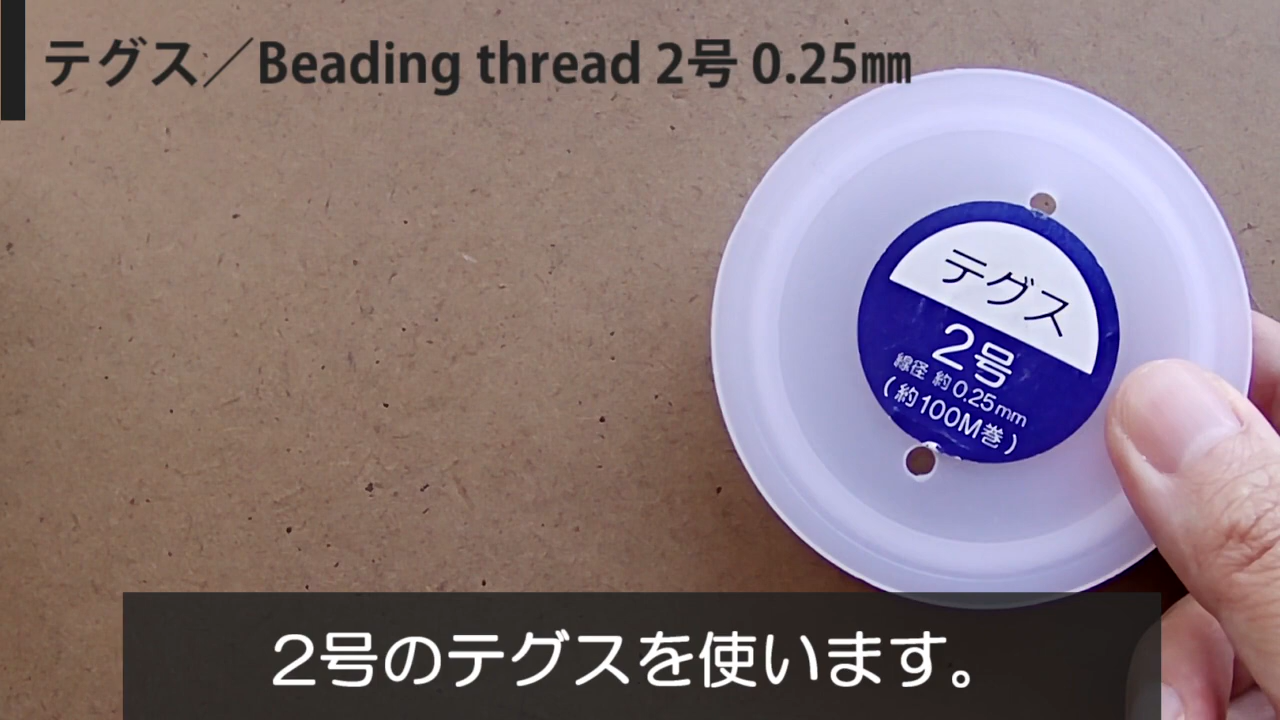 テグス／Beading thread 2号 0.25㎜
テグス
2号
線径 約0.25mm
(約100M巻)
2号のテグスを使います。